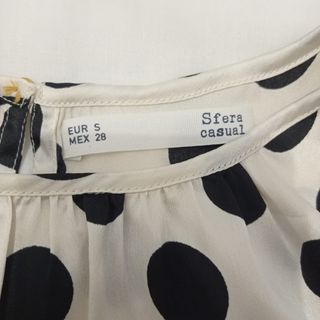 EUR S
MEX 28
Sfera
casual